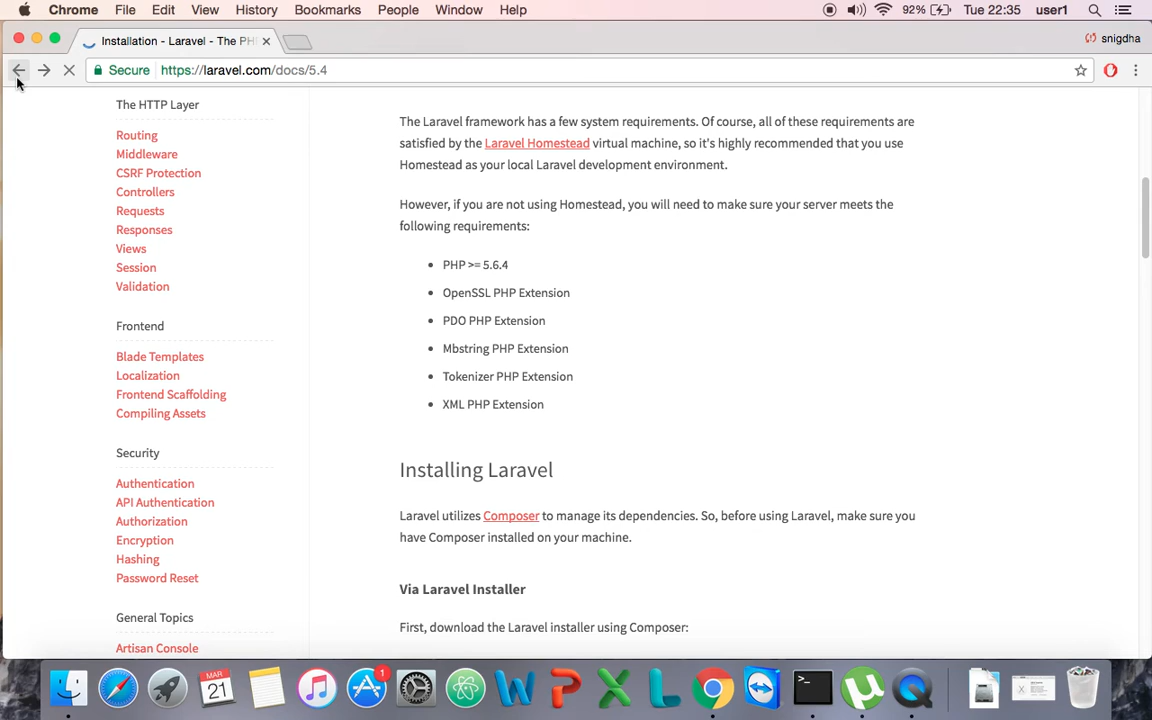 Chrome File Edit View History Bookmarks People Window Help 92% Tue 22:35 user1
Installation - Laravel - The PH snigdha
Secure https://laravel.com/docs/5.4
The HTTP Layer
Routing
Middleware
CSRF Protection
Controllers
Requests
Responses
Views
Session
Validation
Frontend
Blade Templates
Localization
Frontend Scaffolding
Compiling Assets
Security
Authentication
API Authentication
Authorization
Encryption
Hashing
Password Reset
General Topics
Artisan Console
The Laravel framework has a few system requirements. Of course, all of these requirements are
satisfied by the Laravel Homestead virtual machine, so it's highly recommended that you use
Homestead as your local Laravel development environment.
However, if you are not using Homestead, you will need to make sure your server meets the
following requirements:
PHP >= 5.6.4
OpenSSL PHP Extension
PDO PHP Extension
Mbstring PHP Extension
Tokenizer PHP Extension
XML PHP Extension
Installing Laravel
Laravel utilizes Composer to manage its dependencies. So, before using Laravel, make sure you
have Composer installed on your machine.
Via Laravel Installer
First, download the Laravel installer using Composer:
MAR
21
1